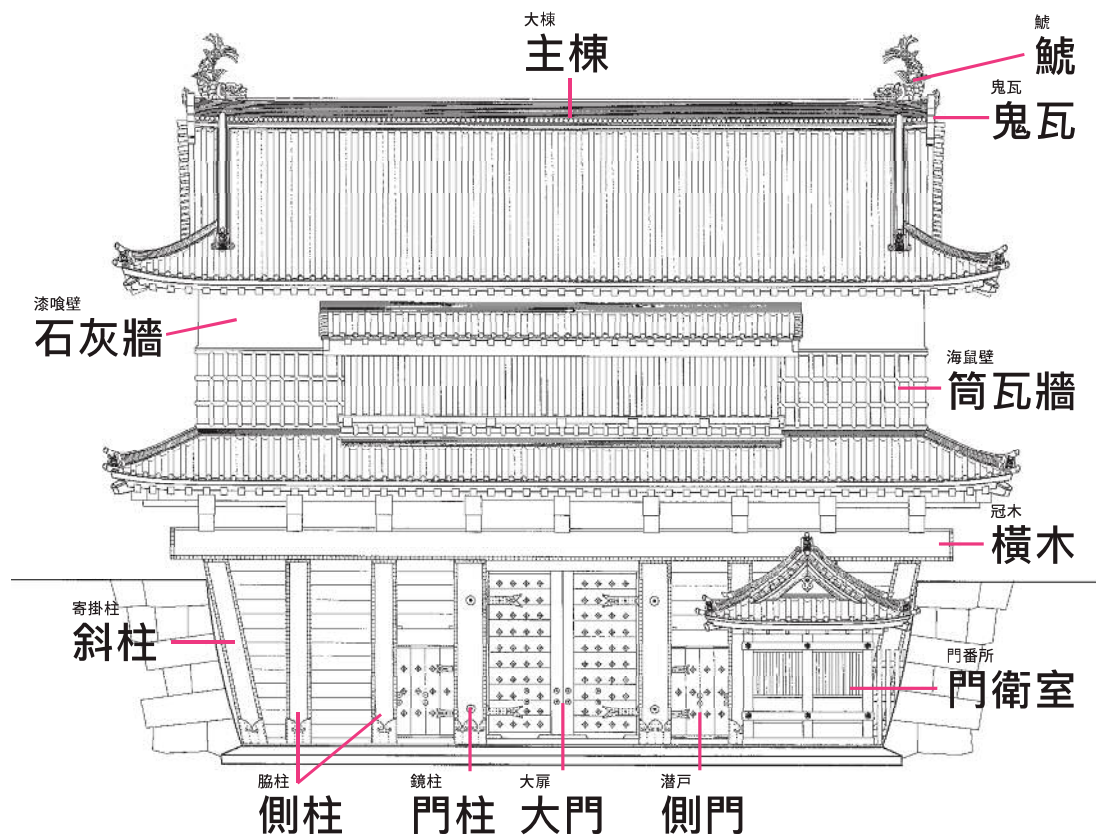 大棟
主棟
鯱
鯱
鬼瓦
鬼瓦
漆喰壁
石灰牆
海鼠壁
筒瓦牆
冠木
橫木
寄掛柱
斜柱
門番所
門衛室
脇柱
側柱
鏡柱
門柱
大扉
大門
潜戸
側門